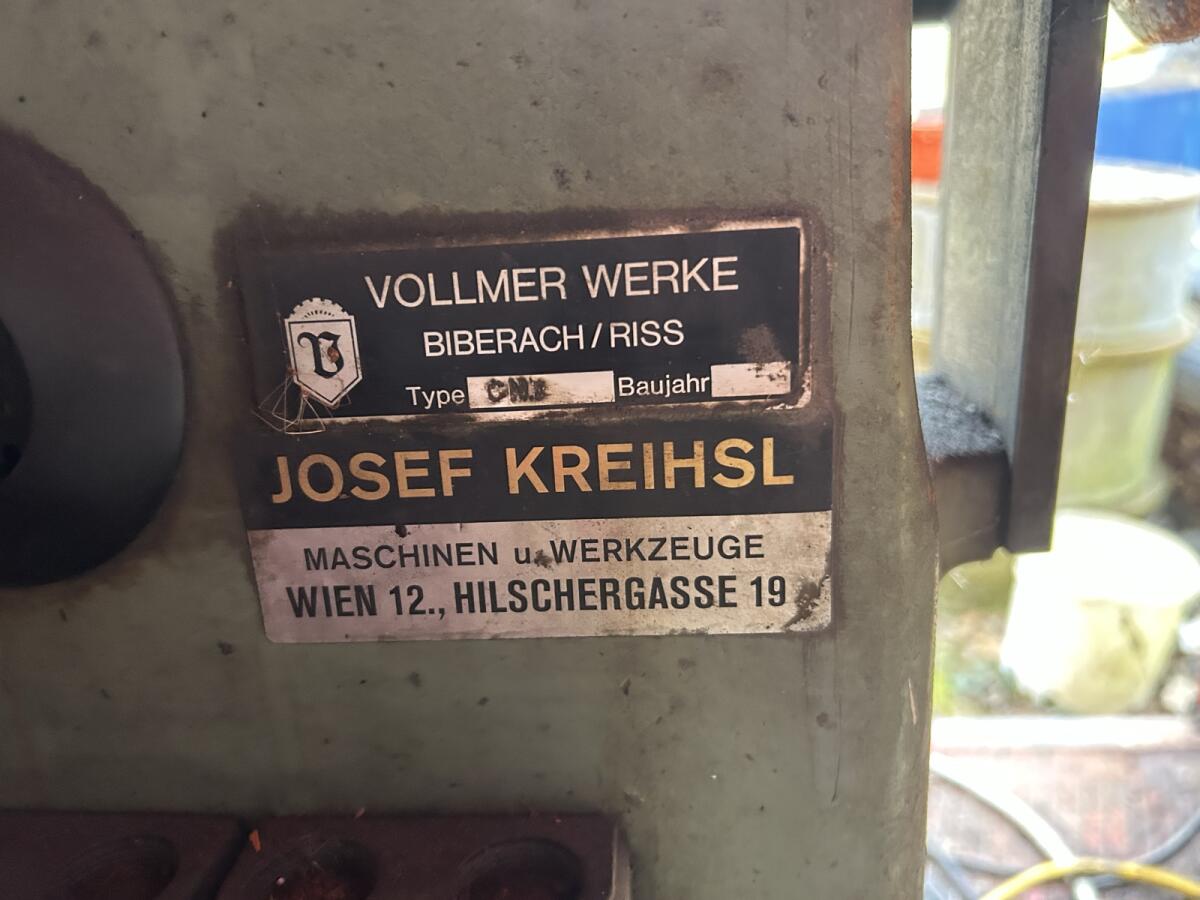 VOLLMER WERKE
BIBERACH/RISS
Type Baujahr
JOSEF KREIHSL
MASCHINEN u. WERKZEUGE
WIEN 12., HILSCHERGASSE 19